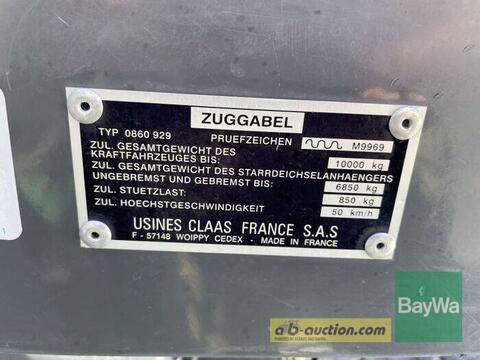 ZUGGABEL
TYP 0860 929 PRUEFZEICHEN M9969
ZUL. GESAMTGEWICHT DES
KRAFTFAHRZEUGES BIS: 10000 kg
ZUL. GESAMTGEWICHT DES STARRDEICHSELANHAENGERS
UNGEBREMST UND GEBREMST BIS: 6850 kg
ZUL. STUETZLAST: 850 kg
ZUL. HOECHSTGESCHWINDIGKEIT 50 km/h
USINES CLAAS FRANCE S.A.S
F - 57148 WOIPPY CEDEX - MADE IN FRANCE
BayWa
a b-auction.com